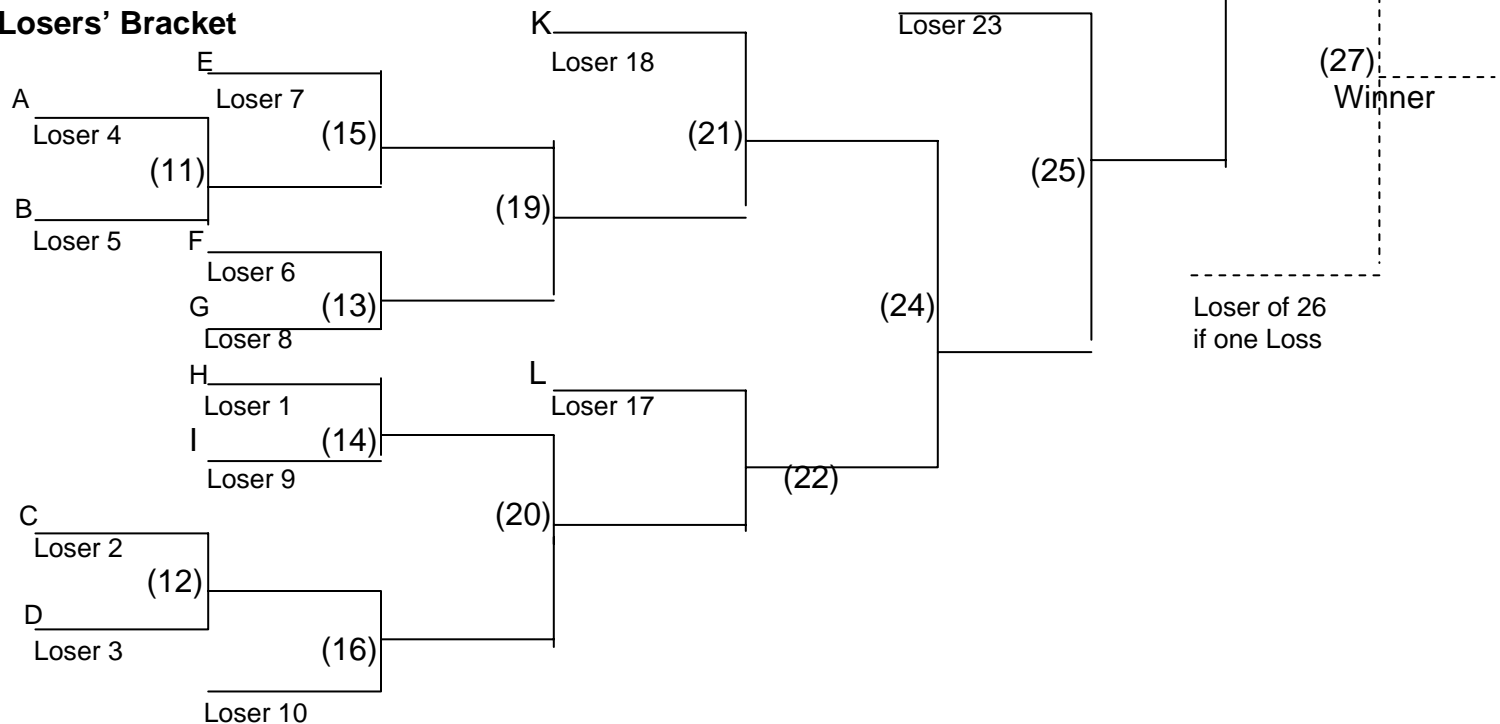 Losers’ Bracket
K
Loser 23
E
Loser 18
(27)
Loser 7
Winner
A
Loser 4
(15)
(21)
(11)
(25)
B
(19)
Loser 5
F
Loser 6
G
(13)
(24)
Loser 8
Loser of 26
if one Loss
H
L
Loser 1
Loser 17
I
(14)
Loser 9
(22)
C
(20)
Loser 2
(12)
D
Loser 3
(16)
Loser 10